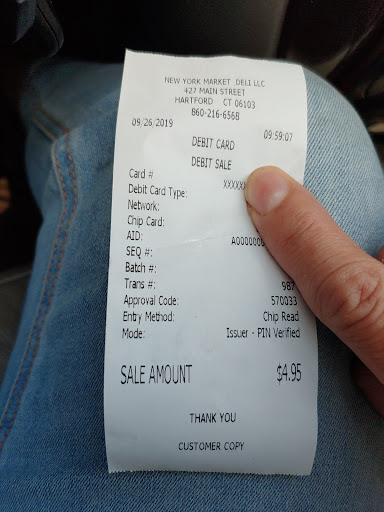 NEW YORK MARKET DELI LLC
427 MAIN STREET
HARTFORD CT 06103
860-216-6568
09/26/2019 09:59:07
DEBIT CARD
DEBIT SALE
Card # XXXXXX
Debit Card Type:
Network:
Chip Card:
AID: A0000000
SEQ #:
Batch #:
Trans #: 987
Approval Code: 570033
Entry Method: Chip Read
Mode: Issuer - PIN Verified
SALE AMOUNT $4.95
THANK YOU
CUSTOMER COPY